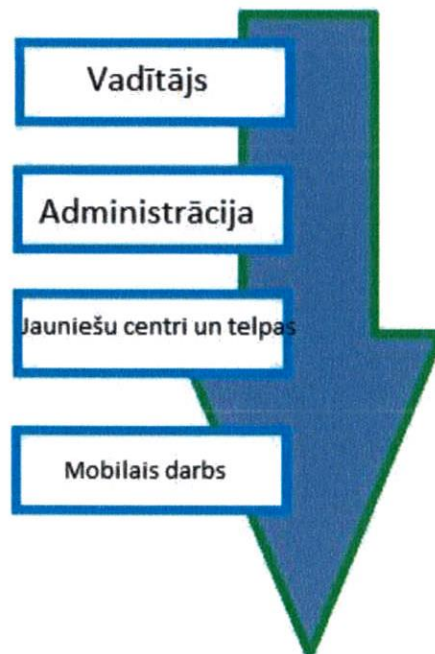 Vadītājs
Administrācija
Jauniešu centri un telpas
Mobilais darbs